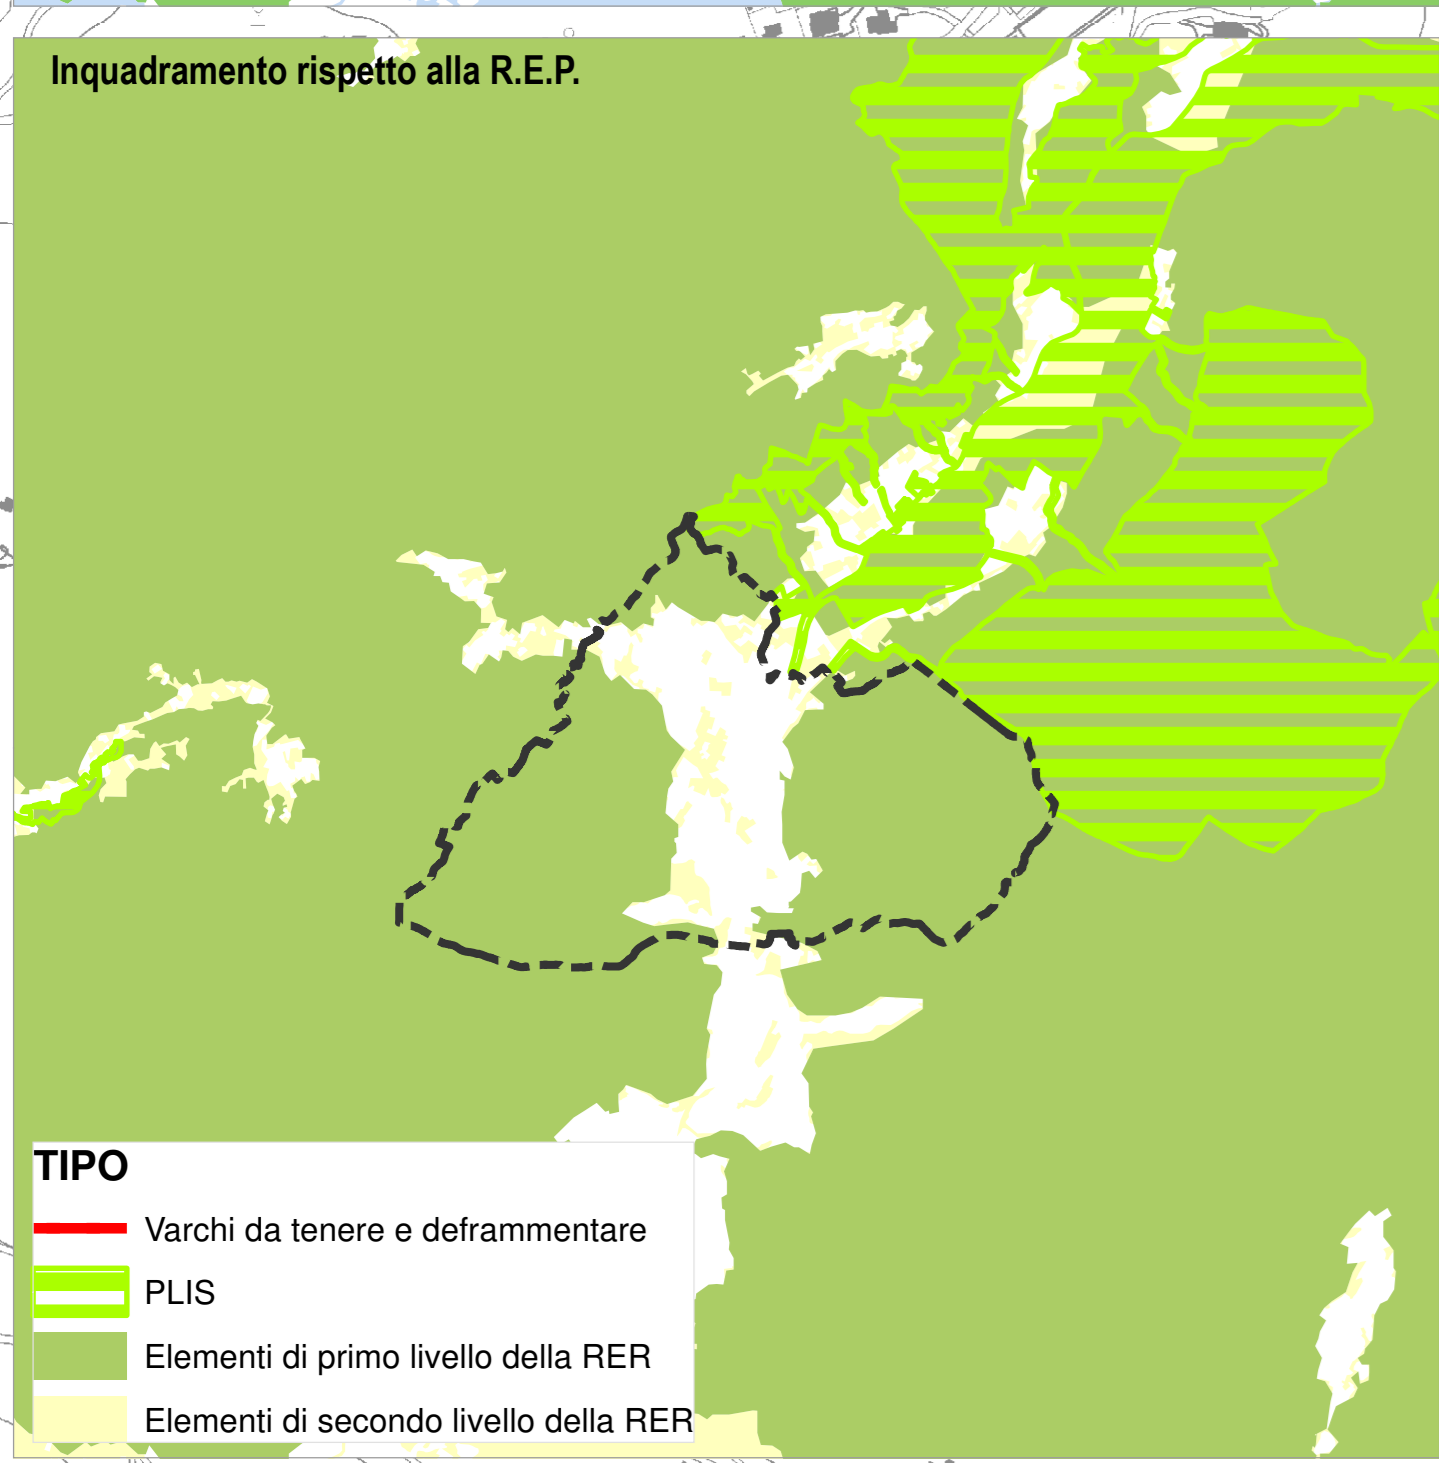 Inquadramento rispetto alla R.E.P.
TIPO
Varchi da tenere e deframmentare
PLIS
Elementi di primo livello della RER
Elementi di secondo livello della RER